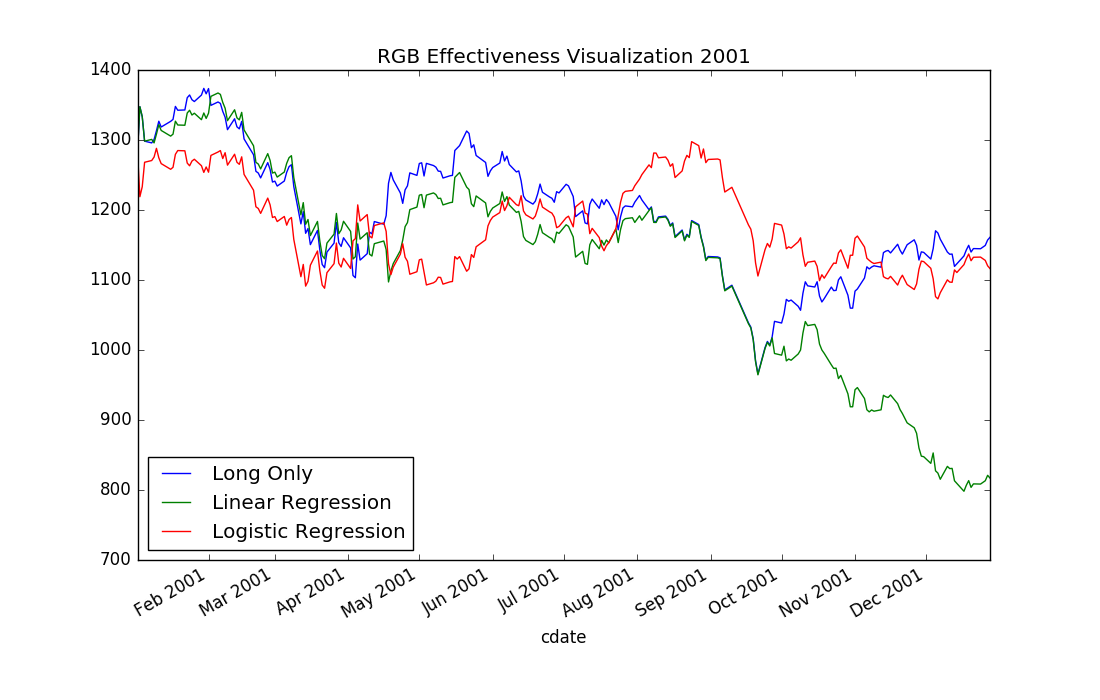 RGB Effectiveness Visualization 2001
1400
1300
1200
1100
1000
900
800
700
Long Only
Linear Regression
Logistic Regression
Feb 2001
Mar 2001
Apr 2001
May 2001
Jun 2001
Jul 2001
Aug 2001
Sep 2001
Oct 2001
Nov 2001
Dec 2001
cdate